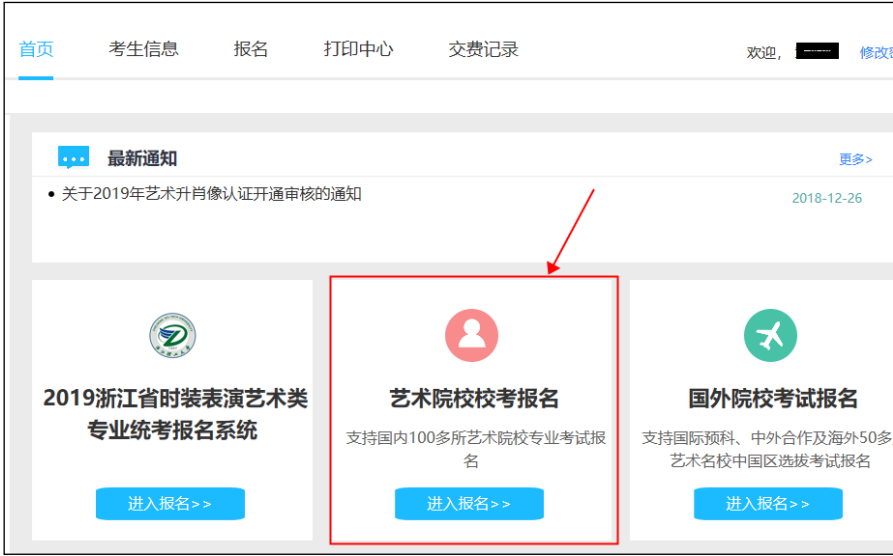 首页 考生信息 报名 打印中心 交费记录 欢迎, 修改
最新通知 更多>
关于2019年艺术升肖像认证开通审核的通知 2018-12-26
2019浙江省时装表演艺术类
专业统考报名系统
进入报名>>
艺术院校校考报名
支持国内100多所艺术院校专业考试报
名
进入报名>>
国外院校考试报名
支持国际预科、中外合作及海外50多
艺术名校中国区选拔考试报名
进入报名>>